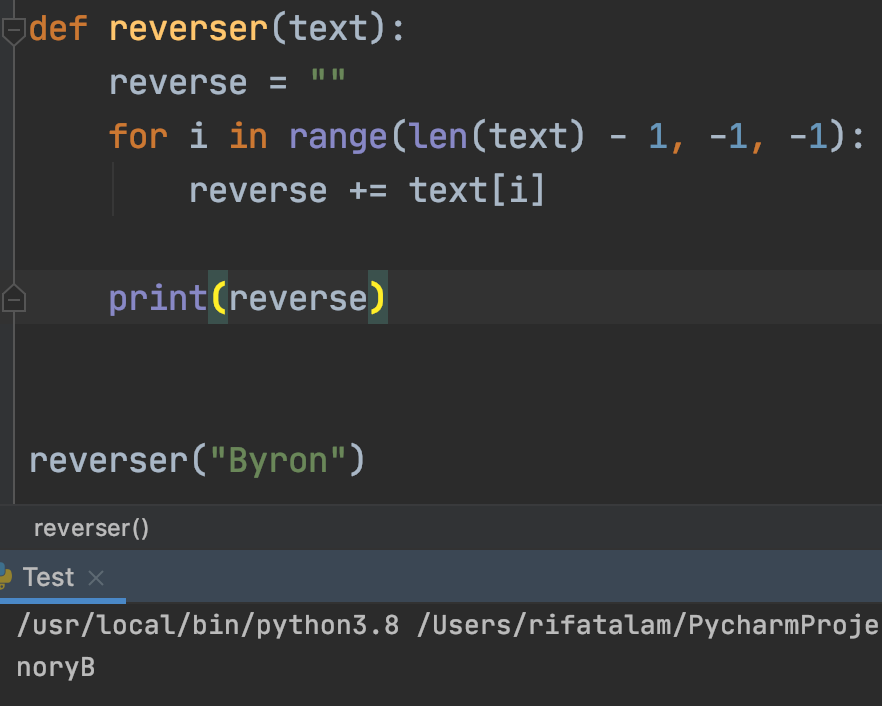 def reverser(text):
    reverse = ""
    for i in range(len(text) - 1, -1, -1):
        reverse += text[i]
    print(reverse)
reverser("Byron")
reverser()
Test ×
/usr/local/bin/python3.8 /Users/rifatalam/PycharmProje
noryB